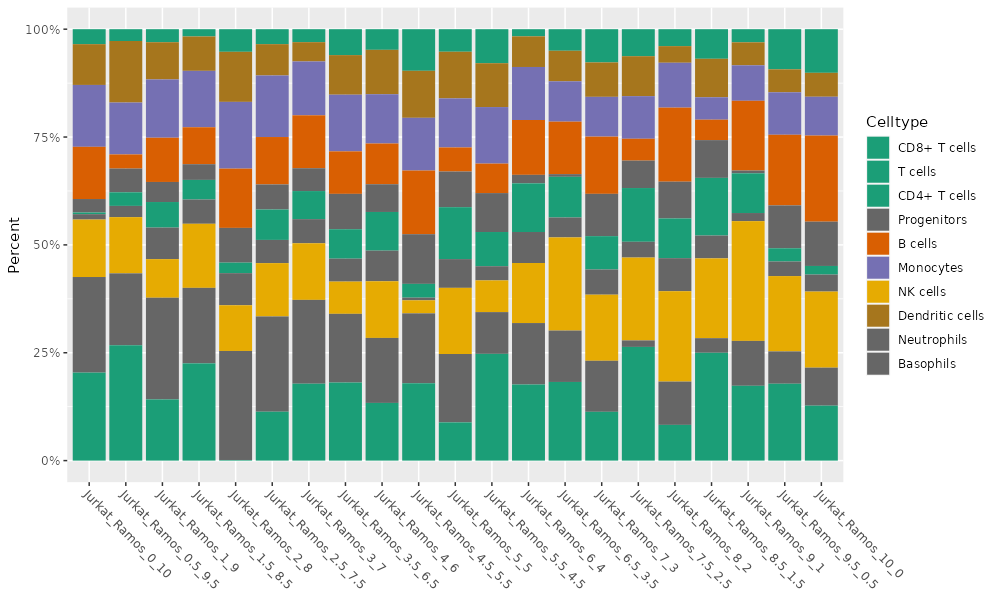 100%
75%
50%
25%
0%
Percent
Jurkat_Ramos_0_10
Jurkat_Ramos_0.5_9.5
Jurkat_Ramos_1_9
Jurkat_Ramos_1.5_8.5
Jurkat_Ramos_2_8
Jurkat_Ramos_2.5_7.5
Jurkat_Ramos_3_7
Jurkat_Ramos_3.5_6.5
Jurkat_Ramos_4_6
Jurkat_Ramos_4.5_5.5
Jurkat_Ramos_5_5
Jurkat_Ramos_5.5_4.5
Jurkat_Ramos_6_4
Jurkat_Ramos_6.5_3.5
Jurkat_Ramos_7_3
Jurkat_Ramos_7.5_2.5
Jurkat_Ramos_8_2
Jurkat_Ramos_8.5_1.5
Jurkat_Ramos_9_1
Jurkat_Ramos_9.5_0.5
Jurkat_Ramos_10_0
Celltype
CD8+ T cells
T cells
CD4+ T cells
Progenitors
B cells
Monocytes
NK cells
Dendritic cells
Neutrophils
Basophils